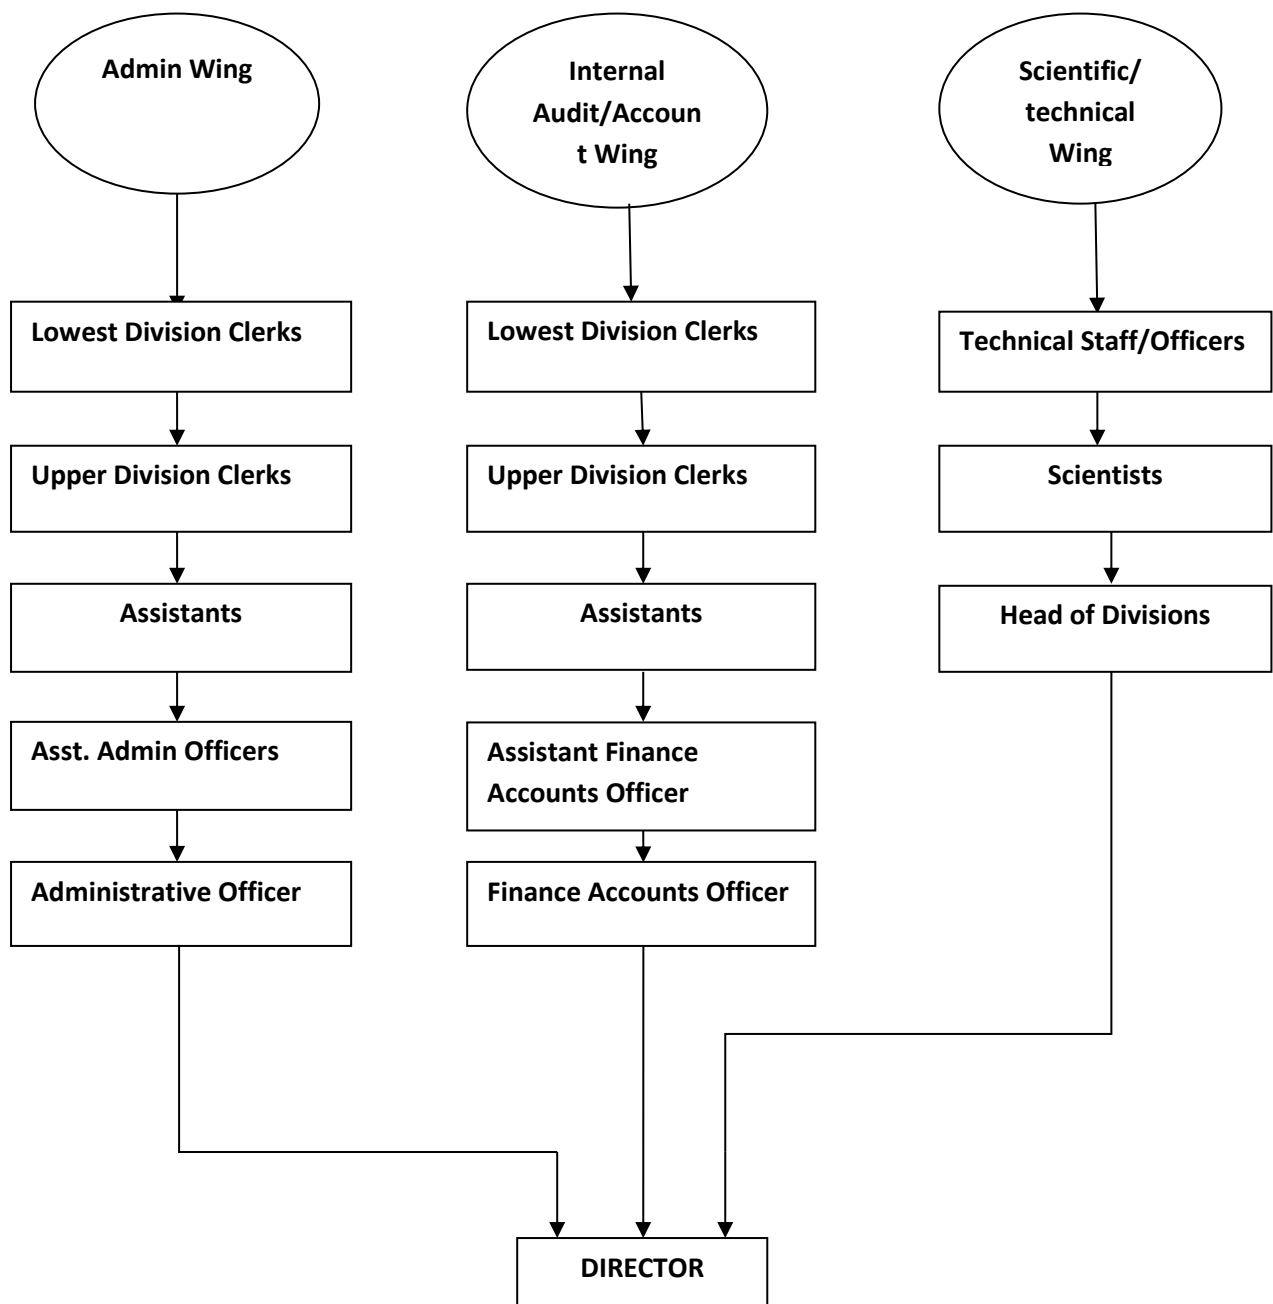 Admin Wing
Internal
Audit/Accoun
t Wing
Scientific/
technical
Wing
Lowest Division Clerks
Lowest Division Clerks
Technical Staff/Officers
Upper Division Clerks
Upper Division Clerks
Scientists
Assistants
Assistants
Head of Divisions
Asst. Admin Officers
Assistant Finance
Accounts Officer
Administrative Officer
Finance Accounts Officer
DIRECTOR